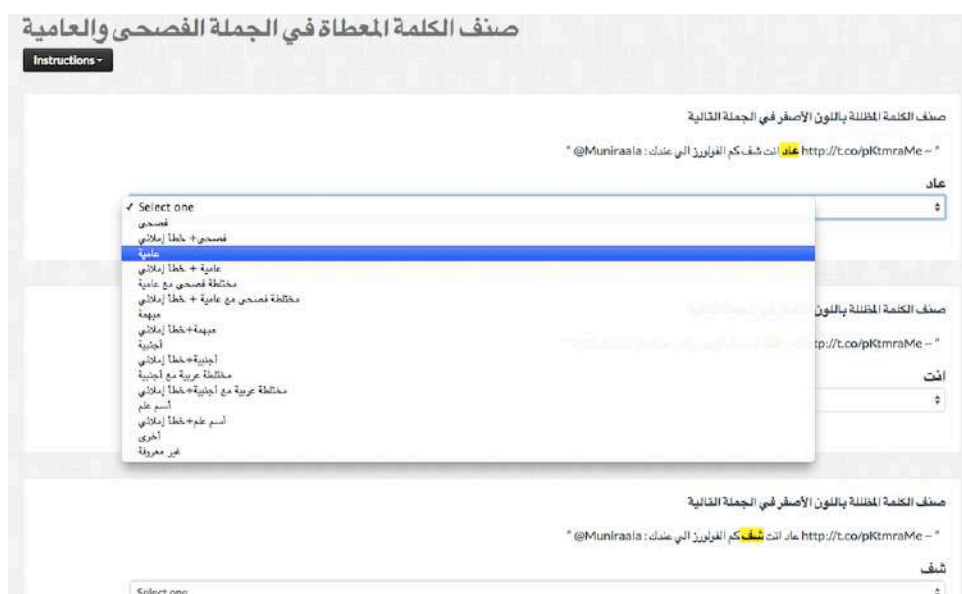 صنف الكلمة المعطاة في الجملة الفصحى والعامية
Instructions
صنف الكلمة المظللة باللون الأصفر في الجملة التالية
" @Muniraala : عاد انت شف كم الفولورز الي عندك http://t.co/pKtmraMe – "
عاد
✓ Select one
فصحى
فصحى+ خطأ إملائي
عامية
عامية + خطأ إملائي
مختلطة فصحى مع عامية
مختلطة فصحى مع عامية + خطأ إملائي
مبهمة
مبهمة+خطأ إملائي
أجنبية
أجنبية+خطأ إملائي
مختلطة عربية مع أجنبية
مختلطة عربية مع أجنبية+خطأ إملائي
أسم علم
أسم علم+خطأ إملائي
أخرى
غير معروفة
صنف الكلمة المظللة باللون
tp://t.co/pKtmraMe – "
انت
صنف الكلمة المظللة باللون الأصفر في الجملة التالية
" @Muniraala : عاد انت شف كم الفولورز الي عندك http://t.co/pKtmraMe – "
شف
Select one